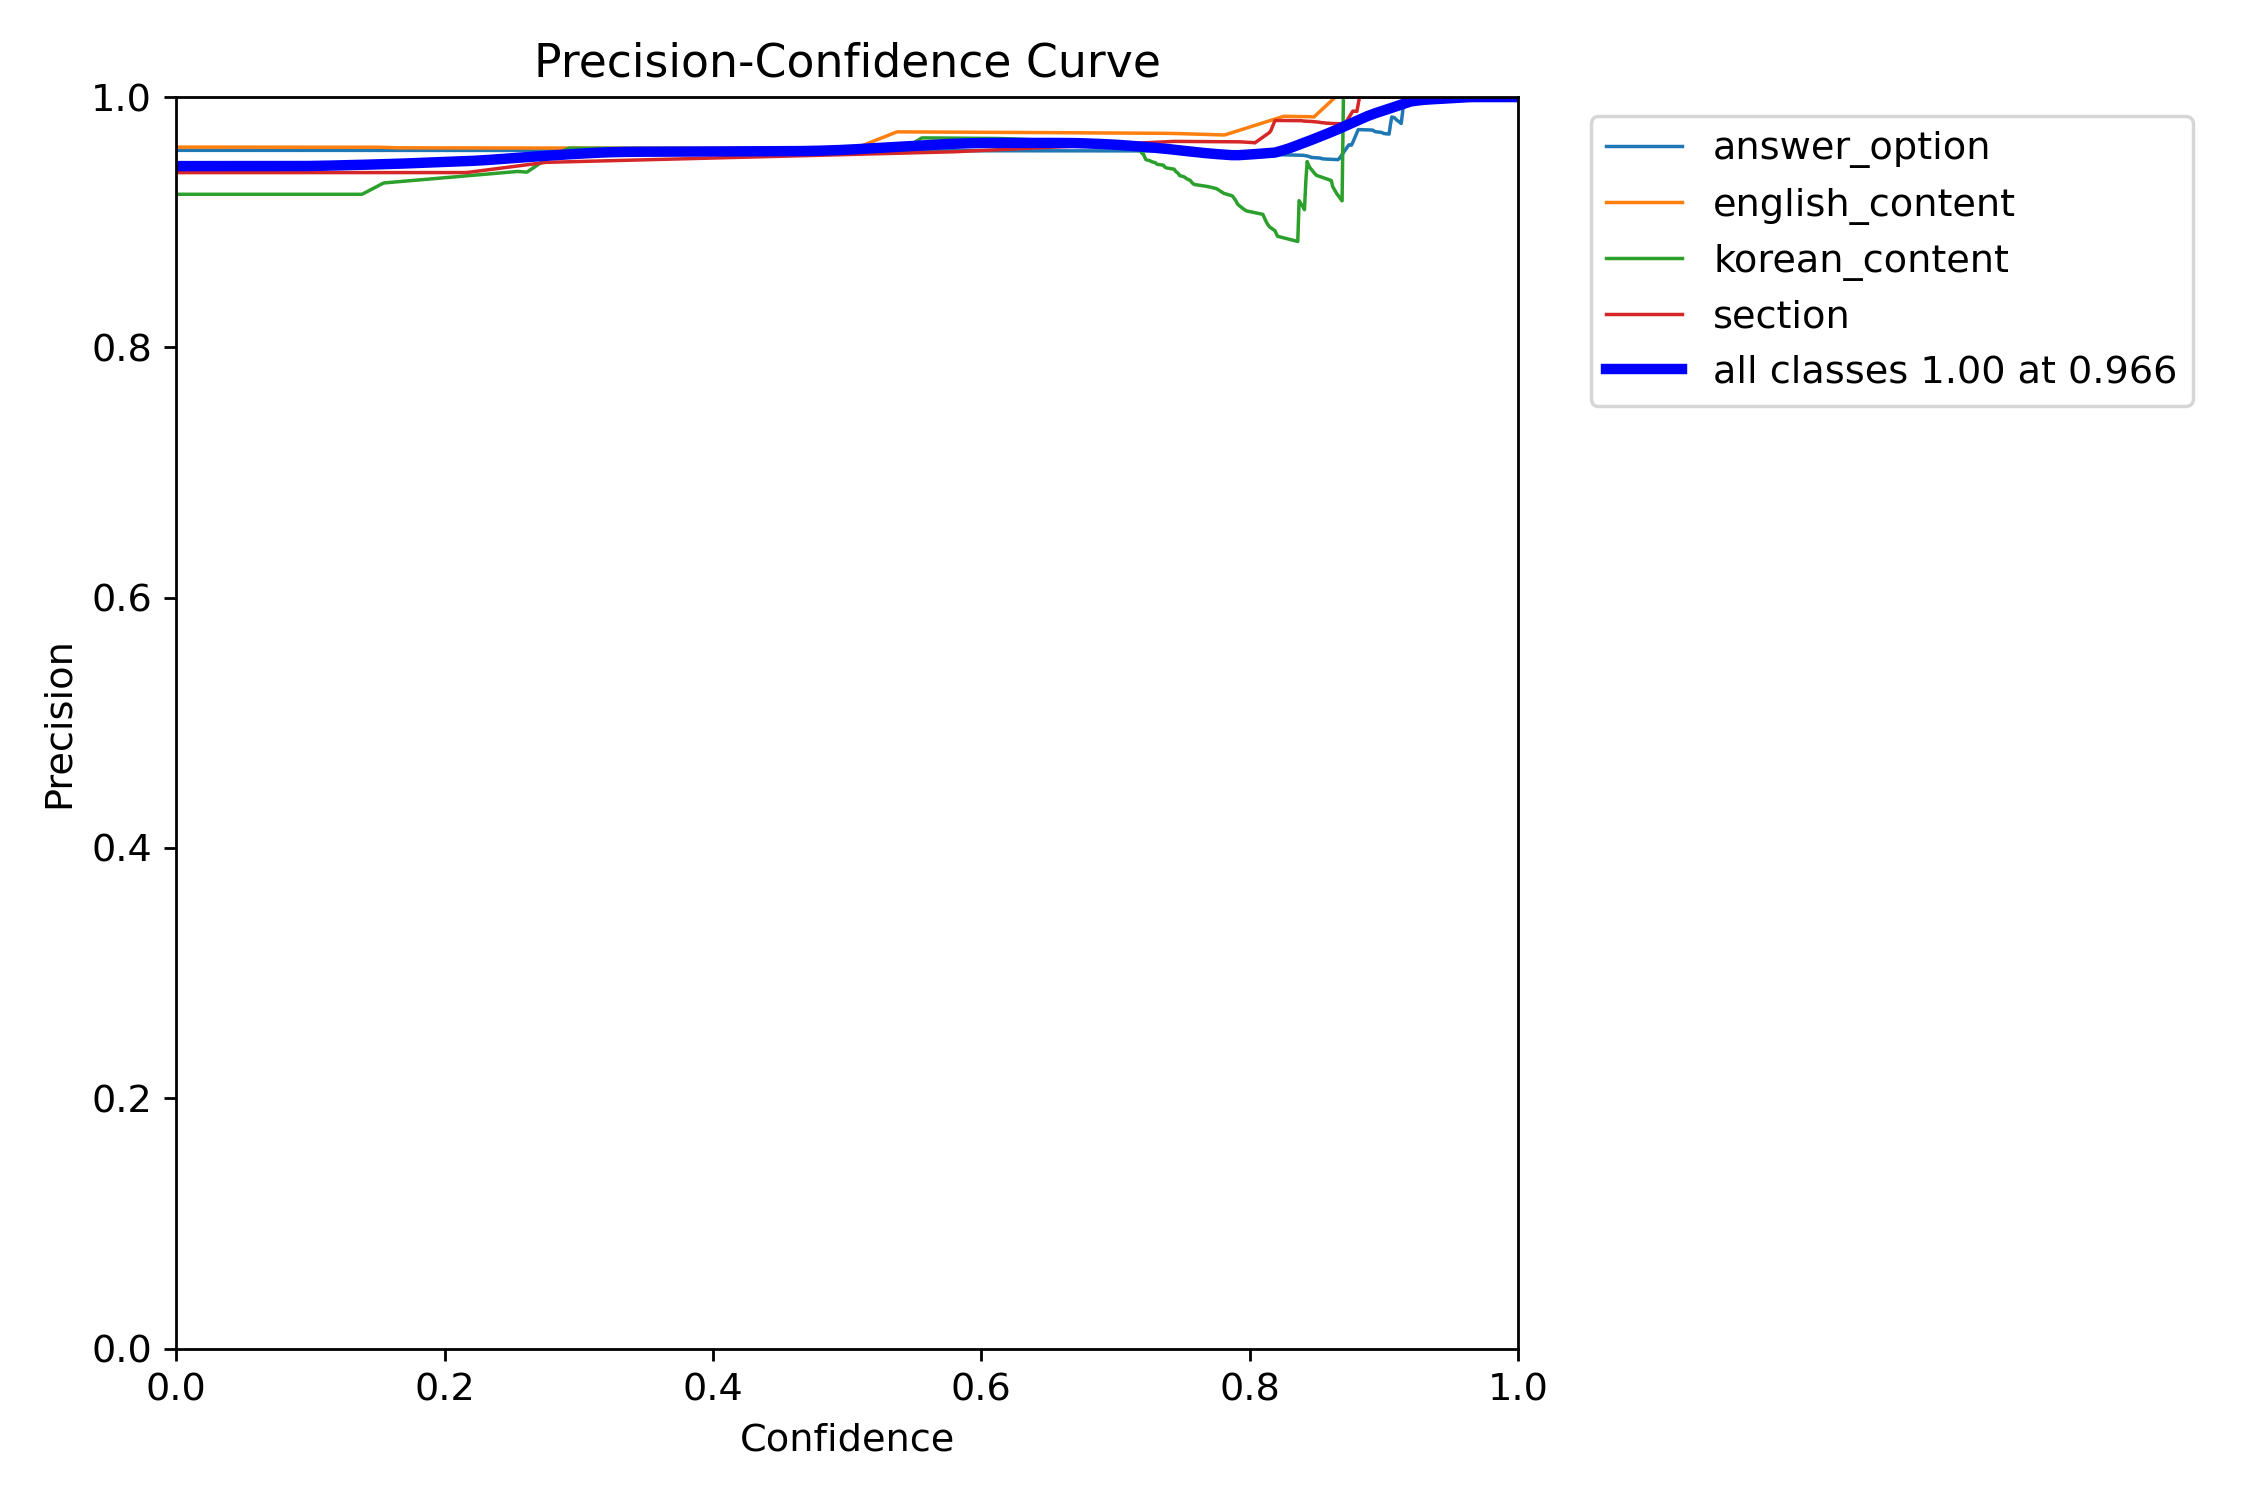 Precision-Confidence Curve
1.0
0.8
0.6
0.4
0.2
0.0
Precision
0.0 0.2 0.4 0.6 0.8 1.0
Confidence
answer_option
english_content
korean_content
section
all classes 1.00 at 0.966